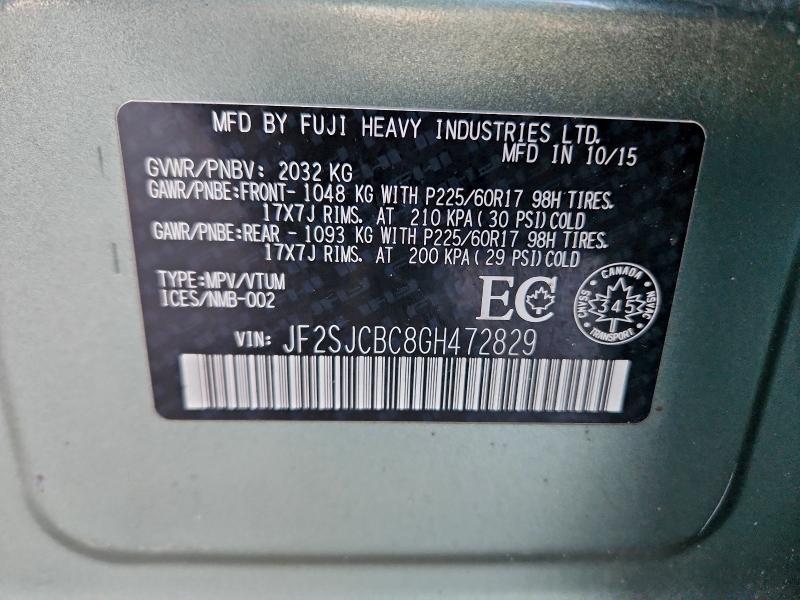 MFD BY FUJI HEAVY INDUSTRIES LTD.
MFD IN 10/15
GVWR/PNBV: 2032 KG
GAWR/PNBE:FRONT- 1048 KG WITH P225/60R17 98H TIRES.
17X7J RIMS. AT 210 KPA ( 30 PSI) COLD
GAWR/PNBE:REAR - 1093 KG WITH P225/60R17 98H TIRES.
17X7J RIMS. AT 200 KPA ( 29 PSI) COLD
TYPE:MPV/VTUM
ICES/NMB-002
EC
CANADA
CMVSS
345
NSVAC
TRANSPORT
VIN: JF2SJCBC8GH472829